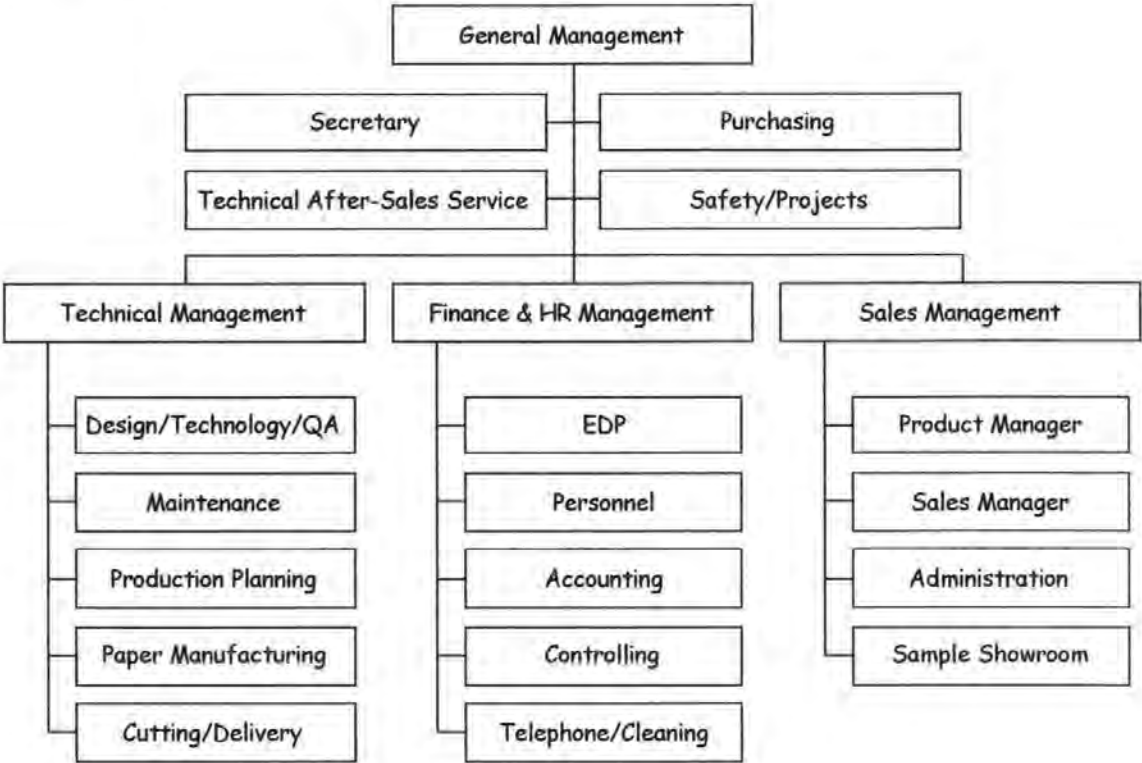 General Management
Secretary
Purchasing
Technical After-Sales Service
Safety/Projects
Technical Management
Finance & HR Management
Sales Management
Design/Technology/QA
EDP
Product Manager
Maintenance
Personnel
Sales Manager
Production Planning
Accounting
Administration
Paper Manufacturing
Controlling
Sample Showroom
Cutting/Delivery
Telephone/Cleaning